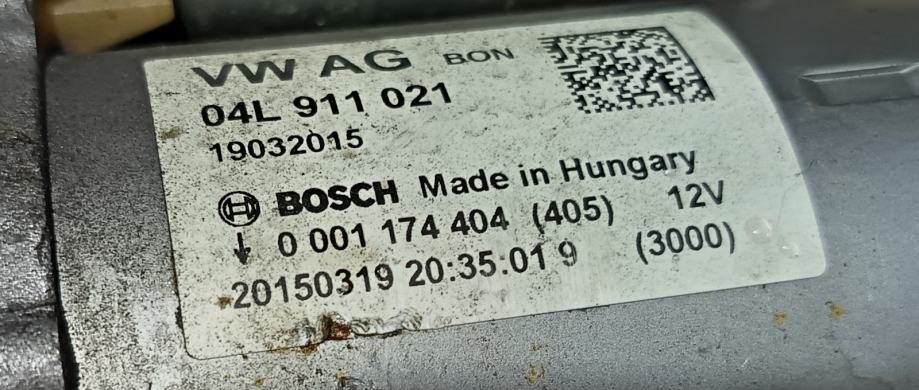 VW AG BON
04L 911 021
19032015
BOSCH Made in Hungary
0 001 174 404 (405) 12V
20150319 20:35:01 9 (3000)